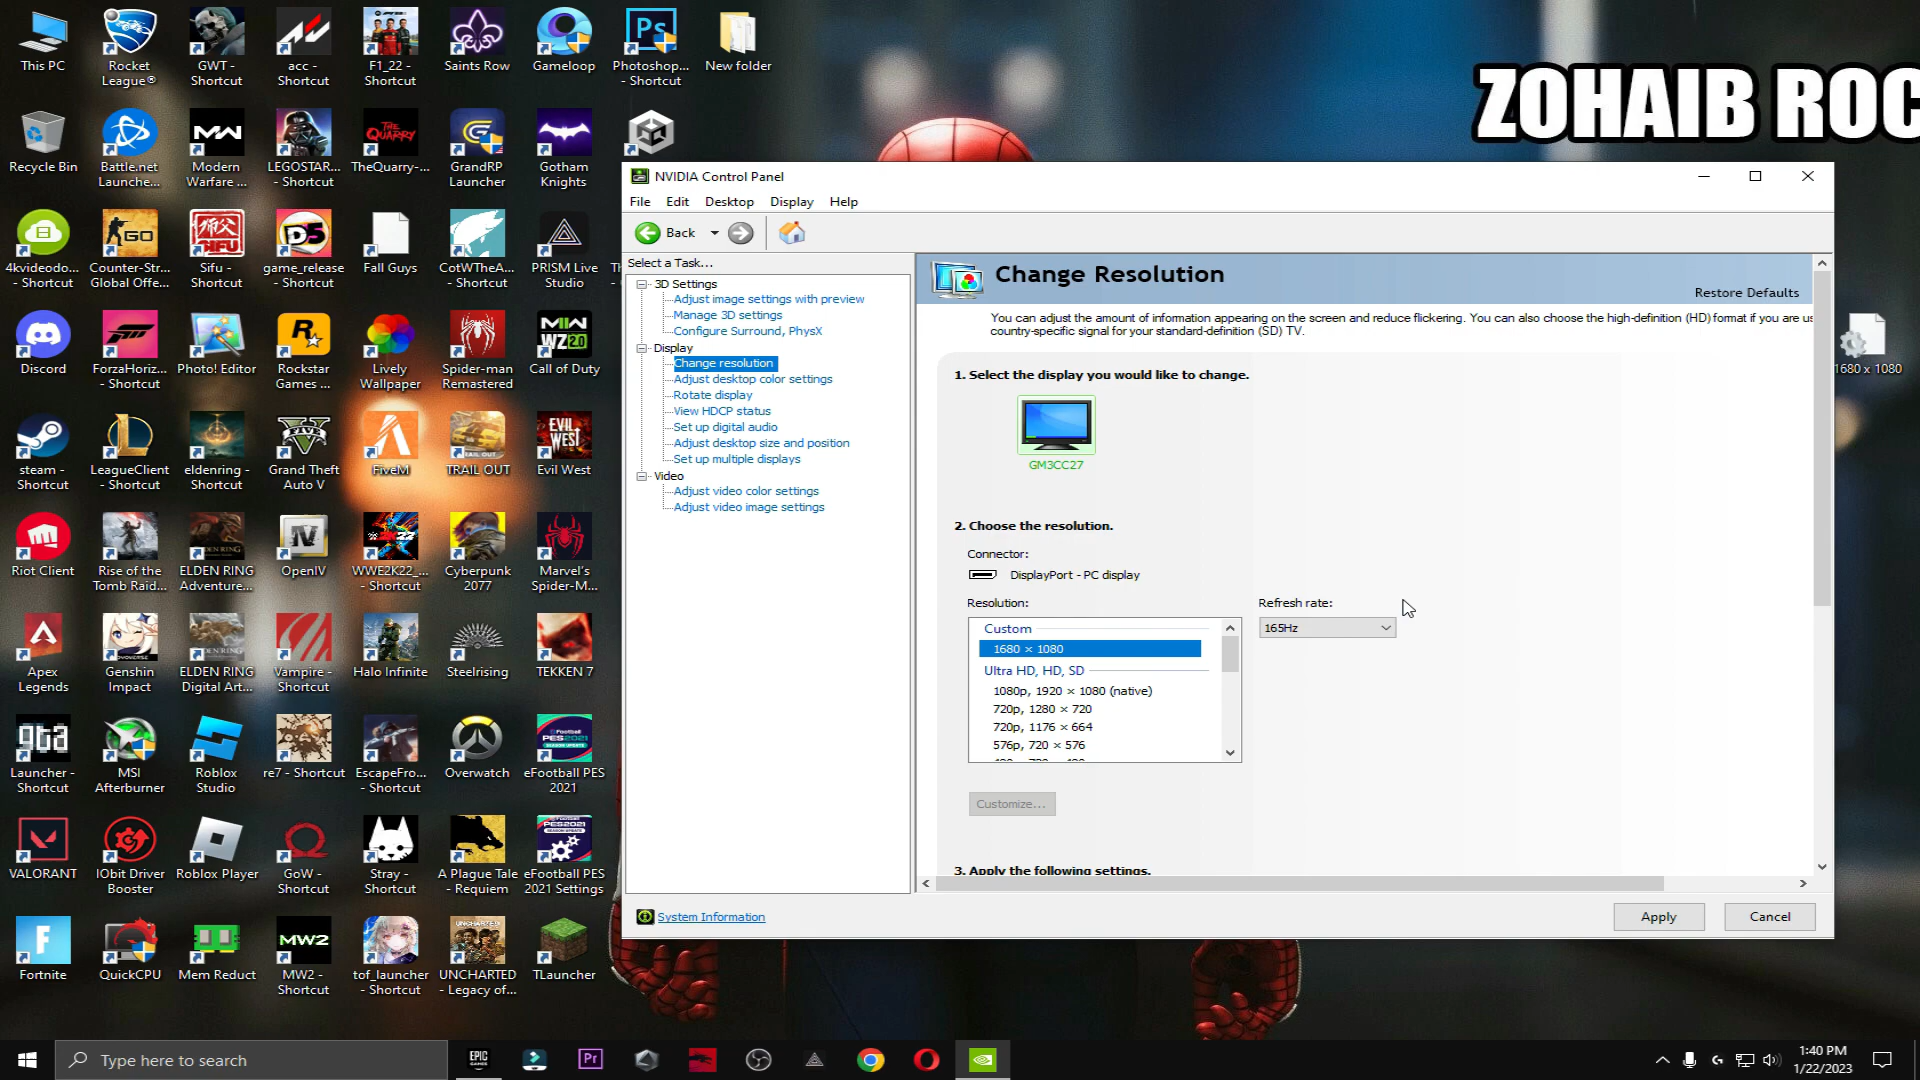 This PC
Rocket
League®
GWT -
Shortcut
acc -
Shortcut
F1_22 -
Shortcut
Saints Row
Gameloop
Photoshop...
- Shortcut
New folder
ZOHAIB ROC
Recycle Bin
Battle.net
Launche...
Modern
Warfare ...
LEGOSTAR...
- Shortcut
TheQuarry-...
GrandRP
Launcher
Gotham
Knights
4kvideodo...
- Shortcut
Counter-Str...
Global Offe...
Sifu -
Shortcut
game_release
- Shortcut
Fall Guys
CotWTheA...
- Shortcut
PRISM Live
Studio
Discord
ForzaHoriz...
- Shortcut
Photo! Editor
Rockstar
Games ...
Lively
Wallpaper
Spider-man
Remastered
Call of Duty
1680 x 1080
steam -
Shortcut
LeagueClient
- Shortcut
eldenring -
Shortcut
Grand Theft
Auto V
FiveM
TRAIL OUT
Evil West
Riot Client
Rise of the
Tomb Raid...
ELDEN RING
Adventure...
OpenIV
WWE2K22_...
- Shortcut
Cyberpunk
2077
Marvel's
Spider-M...
Apex
Legends
Genshin
Impact
ELDEN RING
Digital Art...
Vampire -
Shortcut
Halo Infinite
Steelrising
TEKKEN 7
Launcher -
Shortcut
MSI
Afterburner
Roblox
Studio
re7 - Shortcut
EscapeFro...
- Shortcut
Overwatch
eFootball PES
2021
VALORANT
IObit Driver
Booster
Roblox Player
GoW -
Shortcut
Stray -
Shortcut
A Plague Tale
- Requiem
eFootball PES
2021 Settings
Fortnite
QuickCPU
Mem Reduct
MW2 -
Shortcut
tof_launcher
- Shortcut
UNCHARTED
- Legacy of...
TLauncher
NVIDIA Control Panel
File Edit Desktop Display Help
Back
Select a Task...
3D Settings
Adjust image settings with preview
Manage 3D settings
Configure Surround, PhysX
Display
Change resolution
Adjust desktop color settings
Rotate display
View HDCP status
Set up digital audio
Adjust desktop size and position
Set up multiple displays
Video
Adjust video color settings
Adjust video image settings
System Information
Change Resolution
Restore Defaults
You can adjust the amount of information appearing on the screen and reduce flickering. You can also choose the high-definition (HD) format if you are us
country-specific signal for your standard-definition (SD) TV.
1. Select the display you would like to change.
GM3CC27
2. Choose the resolution.
Connector:
DisplayPort - PC display
Resolution:
Refresh rate:
Custom
165Hz
1680 × 1080
Ultra HD, HD, SD
1080p, 1920 × 1080 (native)
720p, 1280 × 720
720p, 1176 × 664
576p, 720 × 576
Customize...
3. Apply the following settings.
Apply
Cancel
Type here to search
1:40 PM
1/22/2023